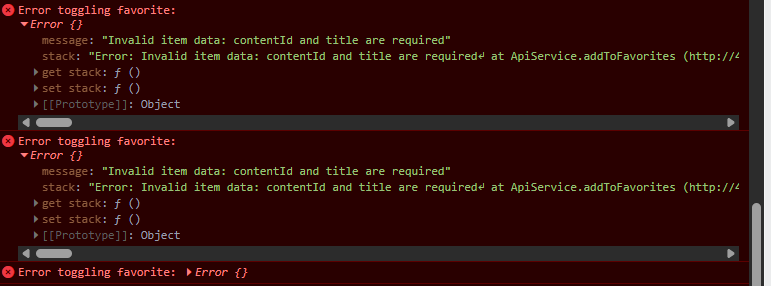 Error toggling favorite:
Error {}
message: "Invalid item data: contentId and title are required"
stack: "Error: Invalid item data: contentId and title are required↵ at ApiService.addToFavorites (http://4
get stack: ƒ ()
set stack: ƒ ()
[[Prototype]]: Object
Error toggling favorite:
Error {}
message: "Invalid item data: contentId and title are required"
stack: "Error: Invalid item data: contentId and title are required↵ at ApiService.addToFavorites (http://4
get stack: ƒ ()
set stack: ƒ ()
[[Prototype]]: Object
Error toggling favorite: Error {}